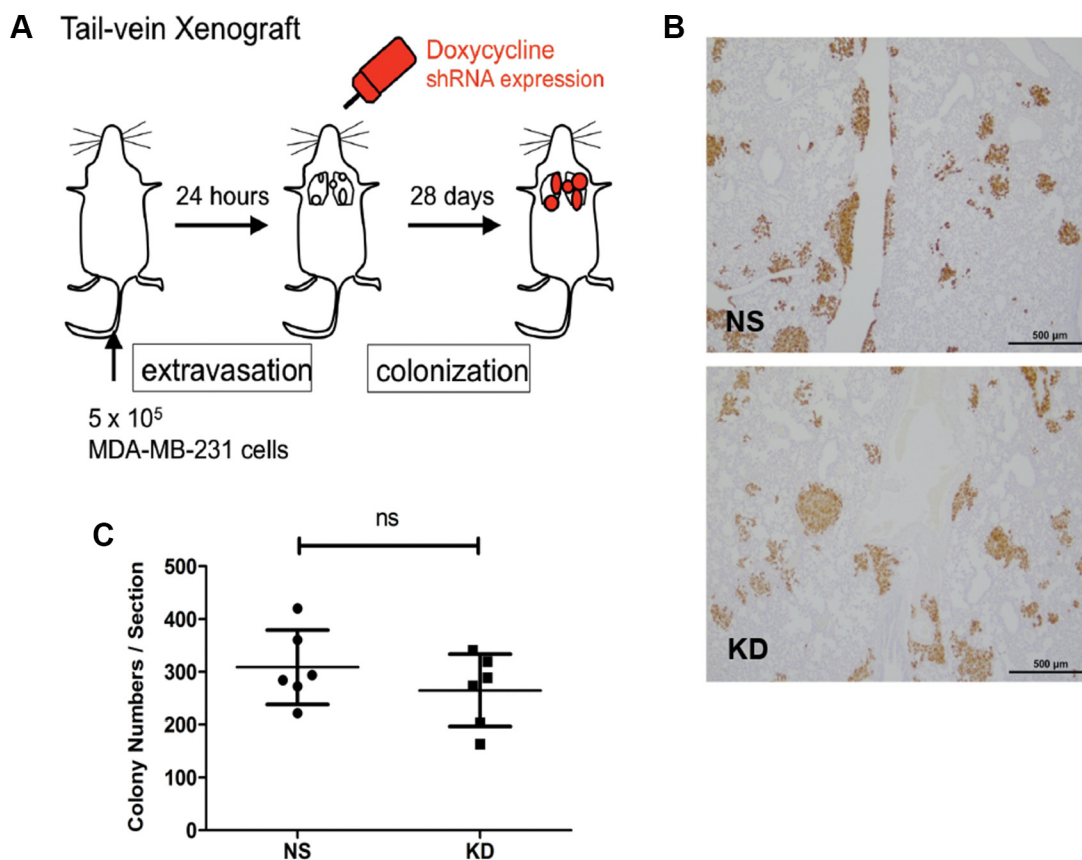 A
Tail-vein Xenograft
Doxycycline
shRNA expression
24 hours
28 days
extravasation
colonization
5 x 10⁵
MDA-MB-231 cells
B
NS
500 µm
KD
500 µm
C
ns
Colony Numbers / Section
500
400
300
200
100
0
NS
KD